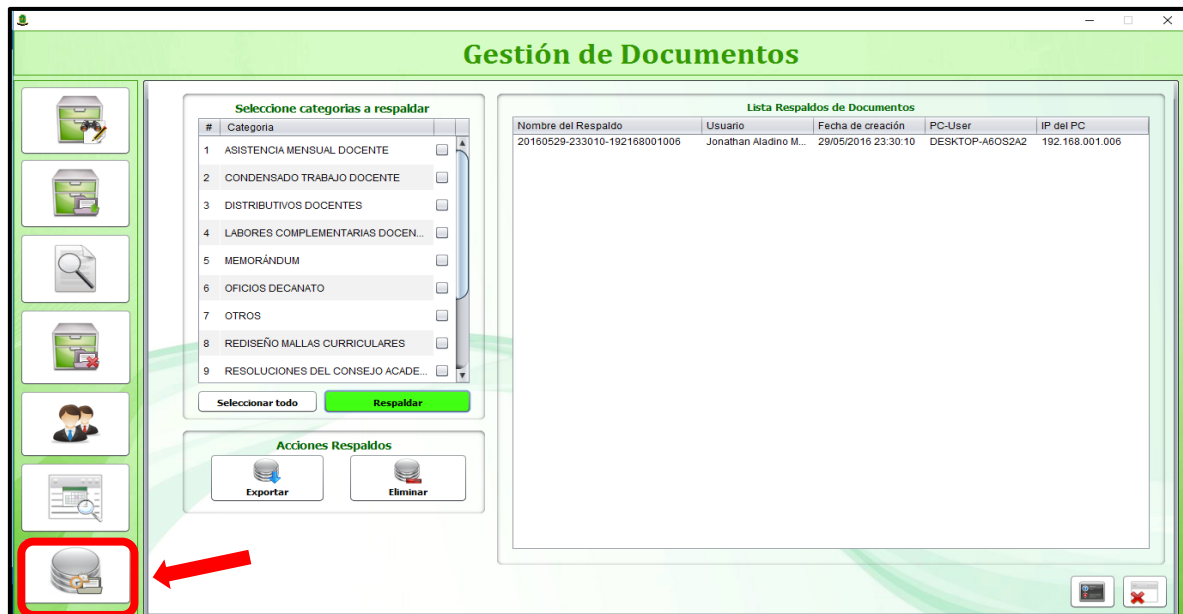 Gestión de Documentos
Seleccione categorias a respaldar
# Categoria
1 ASISTENCIA MENSUAL DOCENTE
2 CONDENSADO TRABAJO DOCENTE
3 DISTRIBUTIVOS DOCENTES
4 LABORES COMPLEMENTARIAS DOCEN...
5 MEMORÁNDUM
6 OFICIOS DECANATO
7 OTROS
8 REDISEÑO MALLAS CURRICULARES
9 RESOLUCIONES DEL CONSEJO ACADE...
Seleccionar todo Respaldar
Acciones Respaldos
Exportar Eliminar
Lista Respaldos de Documentos
Nombre del Respaldo Usuario Fecha de creación PC-User IP del PC
20160529-233010-192168001006 Jonathan Aladino M... 29/05/2016 23:30:10 DESKTOP-A6OS2A2 192.168.001.006